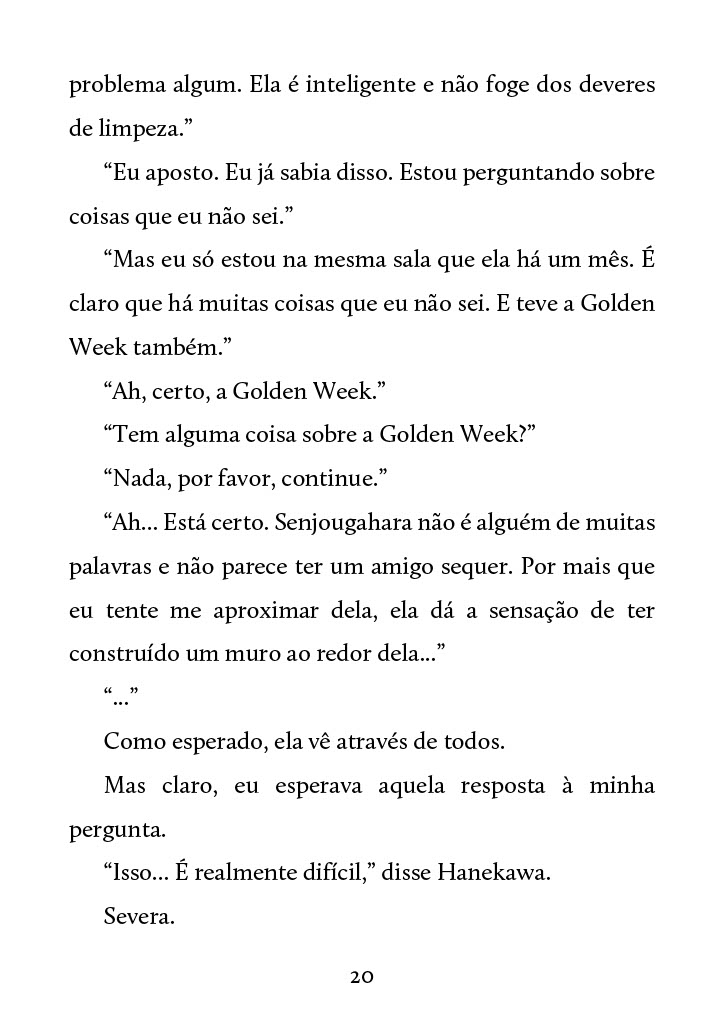 problema algum. Ela é inteligente e não foge dos deveres
de limpeza.”
“Eu aposto. Eu já sabia disso. Estou perguntando sobre
coisas que eu não sei.”
“Mas eu só estou na mesma sala que ela há um mês. É
claro que há muitas coisas que eu não sei. E teve a Golden
Week também.”
“Ah, certo, a Golden Week.”
“Tem alguma coisa sobre a Golden Week?”
“Nada, por favor, continue.”
“Ah... Está certo. Senjougahara não é alguém de muitas
palavras e não parece ter um amigo sequer. Por mais que
eu tente me aproximar dela, ela dá a sensação de ter
construído um muro ao redor dela...”
“...”
Como esperado, ela vê através de todos.
Mas claro, eu esperava aquela resposta à minha
pergunta.
“Isso... É realmente difícil,” disse Hanekawa.
Severa.
20